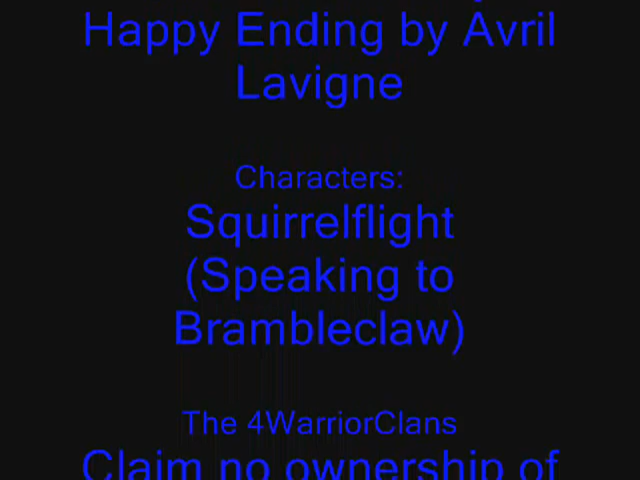 Happy Ending by Avril
Lavigne
Characters:
Squirrelflight
(Speaking to
Brambleclaw)
The 4WarriorClans
Claim no ownership of